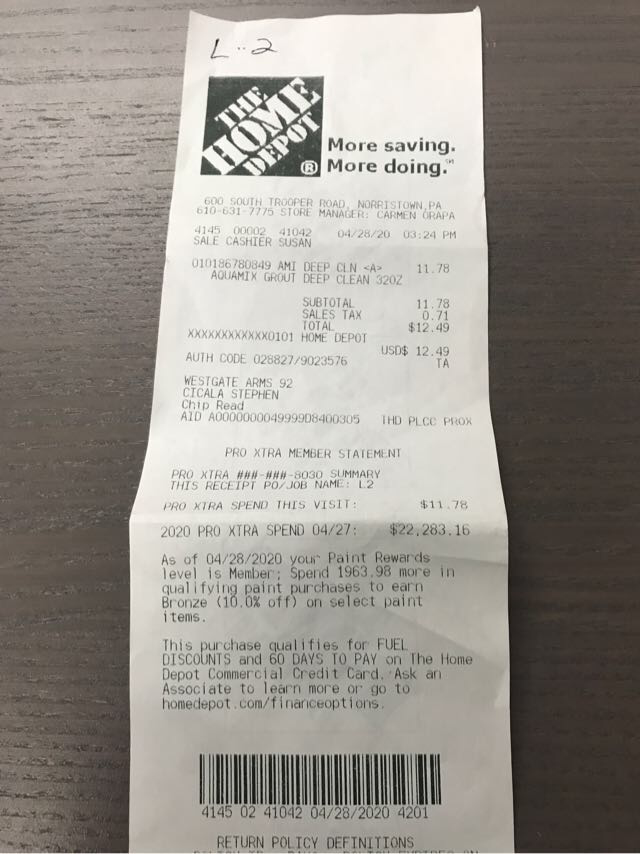 L..2
THE
HOME
DEPOT
®
More saving.
More doing.™
600 SOUTH TROOPER ROAD, NORRISTOWN,PA
610-631-7775 STORE MANAGER: CARMEN ORAPA
4145 00002 41042 04/28/20 03:24 PM
SALE CASHIER SUSAN
010186780849 AMI DEEP CLN <A> 11.78
AQUAMIX GROUT DEEP CLEAN 32OZ
SUBTOTAL 11.78
SALES TAX 0.71
TOTAL $12.49
XXXXXXXXXXXX0101 HOME DEPOT
USD$ 12.49
AUTH CODE 028827/9023576 TA
WESTGATE ARMS 92
CICALA STEPHEN
Chip Read
AID A0000000049999D8400305 THD PLCC PROX
PRO XTRA MEMBER STATEMENT
PRO XTRA ###-###-8030 SUMMARY
THIS RECEIPT PO/JOB NAME: L2
PRO XTRA SPEND THIS VISIT: $11.78
2020 PRO XTRA SPEND 04/27: $22,283.16
As of 04/28/2020 your Paint Rewards
level is Member; Spend 1963.98 more in
qualifying paint purchases to earn
Bronze (10.0% off) on select paint
items.
This purchase qualifies for FUEL
DISCOUNTS and 60 DAYS TO PAY on The Home
Depot Commercial Credit Card. Ask an
Associate to learn more or go to
homedepot.com/financeoptions.
4145 02 41042 04/28/2020 4201
RETURN POLICY DEFINITIONS